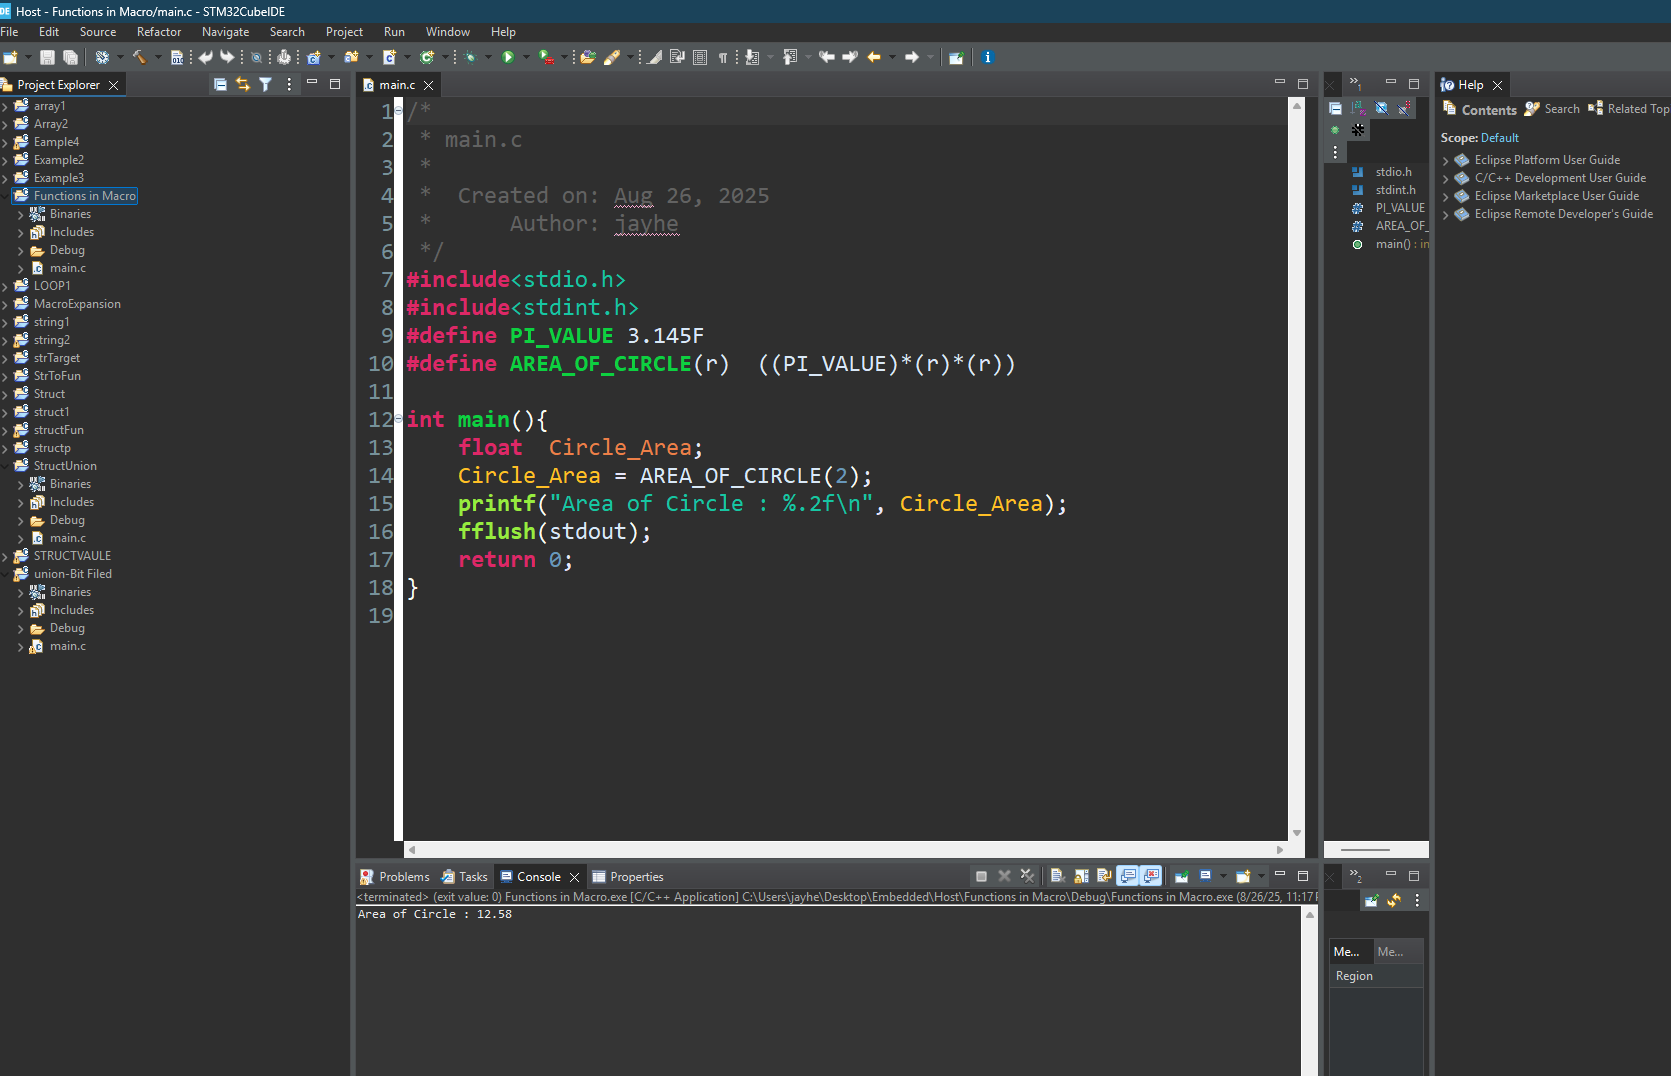 Host - Functions in Macro/main.c - STM32CubeIDE
File Edit Source Refactor Navigate Search Project Run Window Help
Project Explorer
array1
Array2
Eample4
Example2
Example3
Functions in Macro
Binaries
Includes
Debug
main.c
LOOP1
MacroExpansion
string1
string2
strTarget
StrToFun
Struct
struct1
structFun
structp
StructUnion
Binaries
Includes
Debug
main.c
STRUCTVAULE
union-Bit Filed
Binaries
Includes
Debug
main.c
main.c
1 /*
2 * main.c
3 *
4 * Created on: Aug 26, 2025
5 * Author: jayhe
6 */
7 #include<stdio.h>
8 #include<stdint.h>
9 #define PI_VALUE 3.145F
10 #define AREA_OF_CIRCLE(r) ((PI_VALUE)*(r)*(r))
11
12 int main(){
13 float Circle_Area;
14 Circle_Area = AREA_OF_CIRCLE(2);
15 printf("Area of Circle : %.2f\n", Circle_Area);
16 fflush(stdout);
17 return 0;
18 }
19
stdio.h
stdint.h
PI_VALUE
AREA_OF_
main() : in
Help
Contents Search Related Top
Scope: Default
Eclipse Platform User Guide
C/C++ Development User Guide
Eclipse Marketplace User Guide
Eclipse Remote Developer's Guide
Problems Tasks Console Properties
<terminated> (exit value: 0) Functions in Macro.exe [C/C++ Application] C:\Users\jayhe\Desktop\Embedded\Host\Functions in Macro\Debug\Functions in Macro.exe (8/26/25, 11:17
Area of Circle : 12.58
Me... Me...
Region